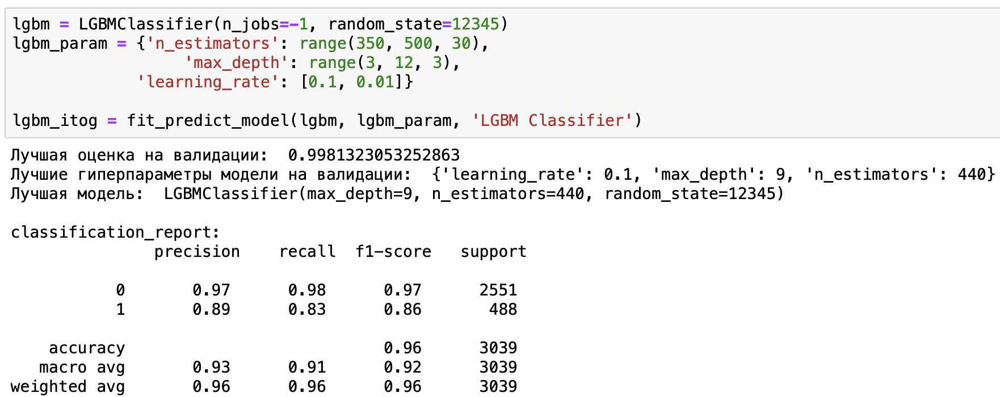 lgbm = LGBMClassifier(n_jobs=-1, random_state=12345)
lgbm_param = {'n_estimators': range(350, 500, 30),
'max_depth': range(3, 12, 3),
'learning_rate': [0.1, 0.01]}
lgbm_itog = fit_predict_model(lgbm, lgbm_param, 'LGBM Classifier')
Лучшая оценка на валидации:  0.9981323053252863
Лучшие гиперпараметры модели на валидации:  {'learning_rate': 0.1, 'max_depth': 9, 'n_estimators': 440}
Лучшая модель:  LGBMClassifier(max_depth=9, n_estimators=440, random_state=12345)
classification_report:
precision    recall  f1-score   support
0       0.97      0.98      0.97      2551
1       0.89      0.83      0.86       488
accuracy                           0.96      3039
macro avg       0.93      0.91      0.92      3039
weighted avg       0.96      0.96      0.96      3039